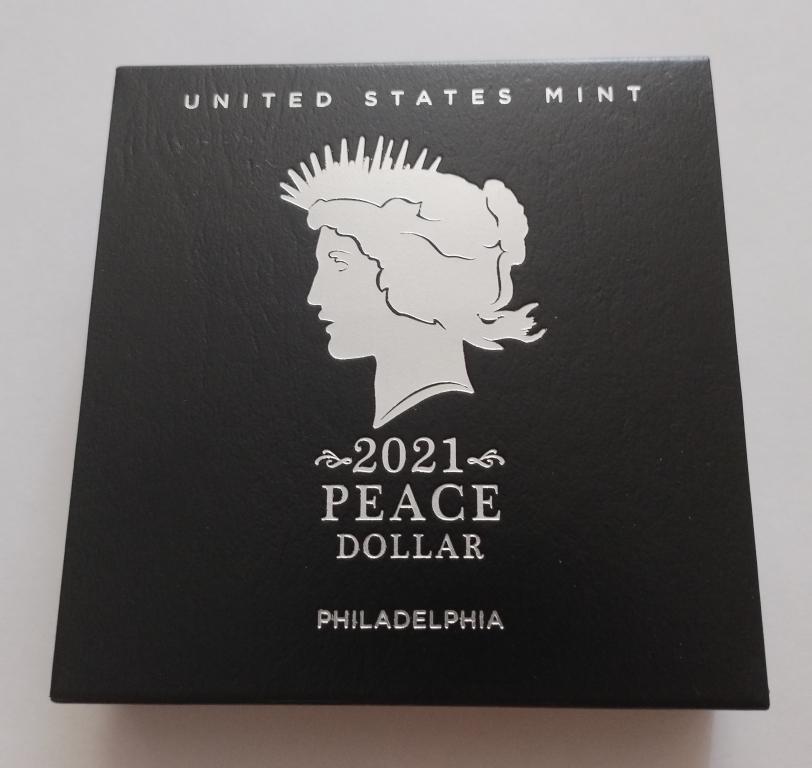 UNITED STATES MINT
2021
PEACE
DOLLAR
PHILADELPHIA